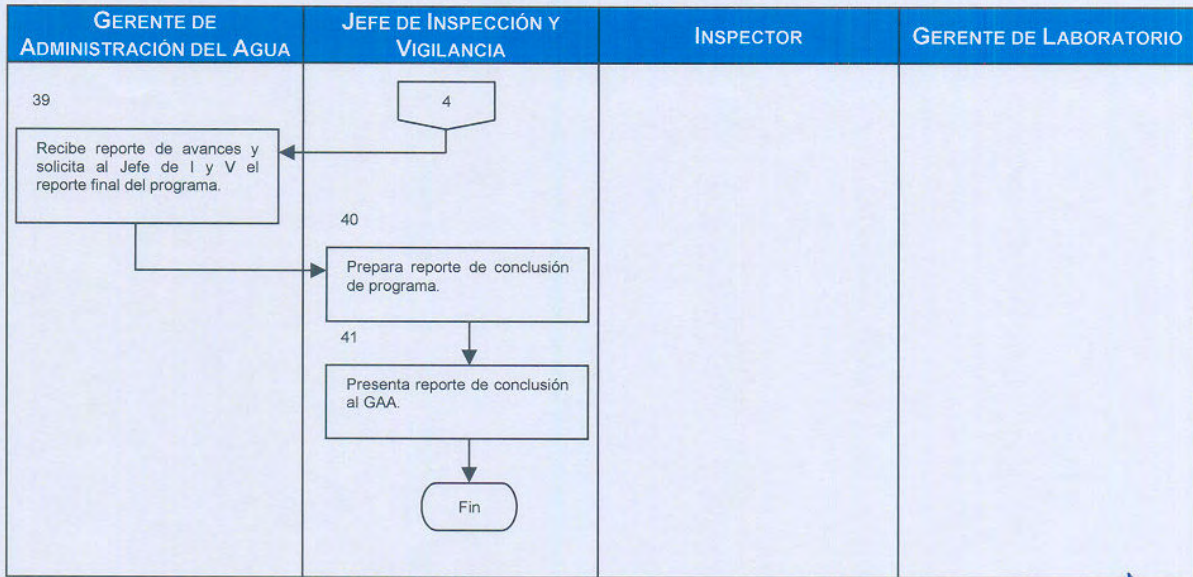 GERENTE DE
ADMINISTRACIÓN DEL AGUA
JEFE DE INSPECCIÓN Y
VIGILANCIA
INSPECTOR
GERENTE DE LABORATORIO
4
39
Recibe reporte de avances y
solicita al Jefe de I y V el
reporte final del programa.
40
Prepara reporte de conclusión
de programa.
41
Presenta reporte de conclusión
al GAA.
Fin